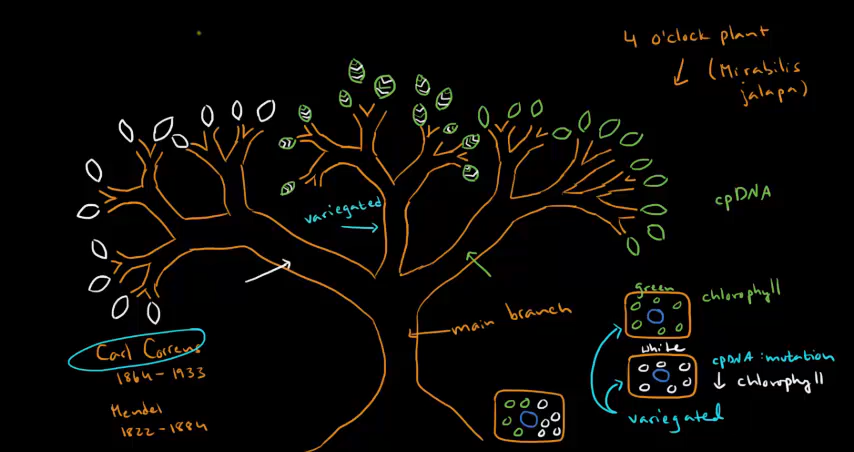 4 o'clock plant
(Mirabilis
jalapa)
variegated
cpDNA
green
chlorophyll
main branch
white
cpDNA: mutation
↓ chlorophyll
variegated
Carl Correns
1864-1933
Mendel
1822-1884